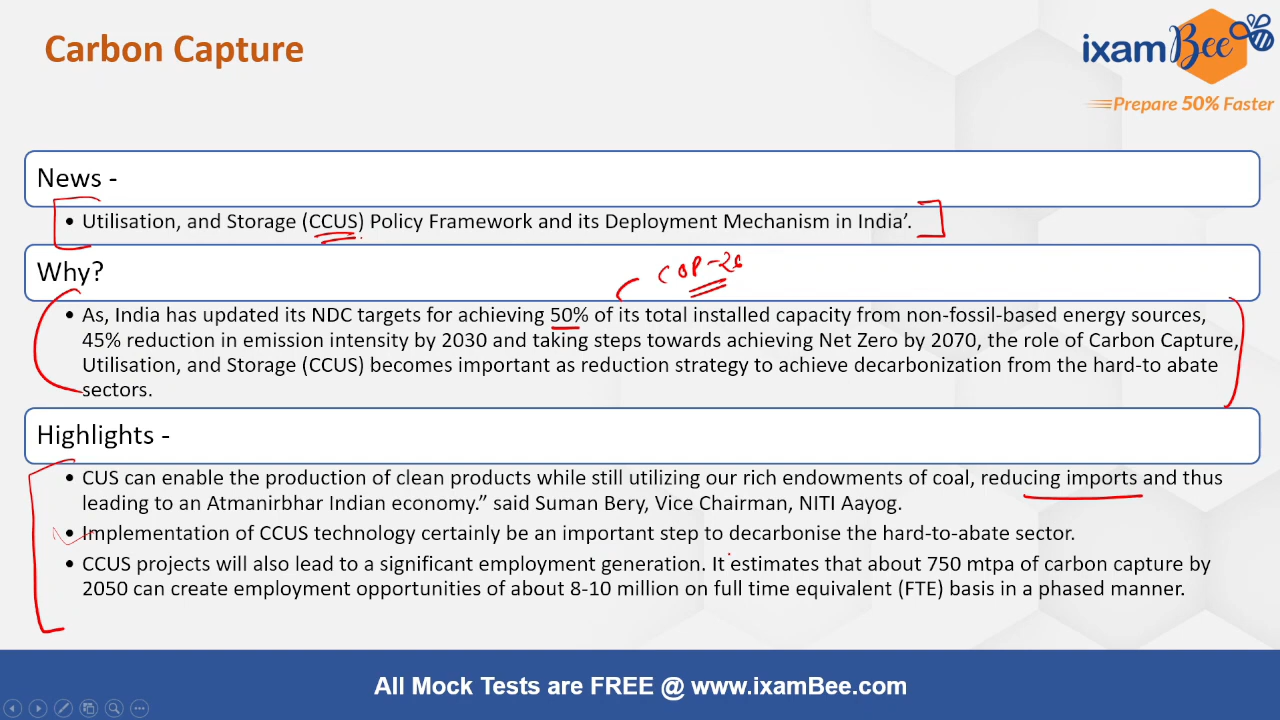 Carbon Capture
ixamBee
Prepare 50% Faster
News -
• Utilisation, and Storage (CCUS) Policy Framework and its Deployment Mechanism in India’.
COP-26
Why?
• As, India has updated its NDC targets for achieving 50% of its total installed capacity from non-fossil-based energy sources,
45% reduction in emission intensity by 2030 and taking steps towards achieving Net Zero by 2070, the role of Carbon Capture,
Utilisation, and Storage (CCUS) becomes important as reduction strategy to achieve decarbonization from the hard-to abate
sectors.
Highlights -
• CUS can enable the production of clean products while still utilizing our rich endowments of coal, reducing imports and thus
leading to an Atmanirbhar Indian economy.” said Suman Bery, Vice Chairman, NITI Aayog.
• Implementation of CCUS technology certainly be an important step to decarbonise the hard-to-abate sector.
• CCUS projects will also lead to a significant employment generation. It estimates that about 750 mtpa of carbon capture by
2050 can create employment opportunities of about 8-10 million on full time equivalent (FTE) basis in a phased manner.
All Mock Tests are FREE @ www.ixamBee.com